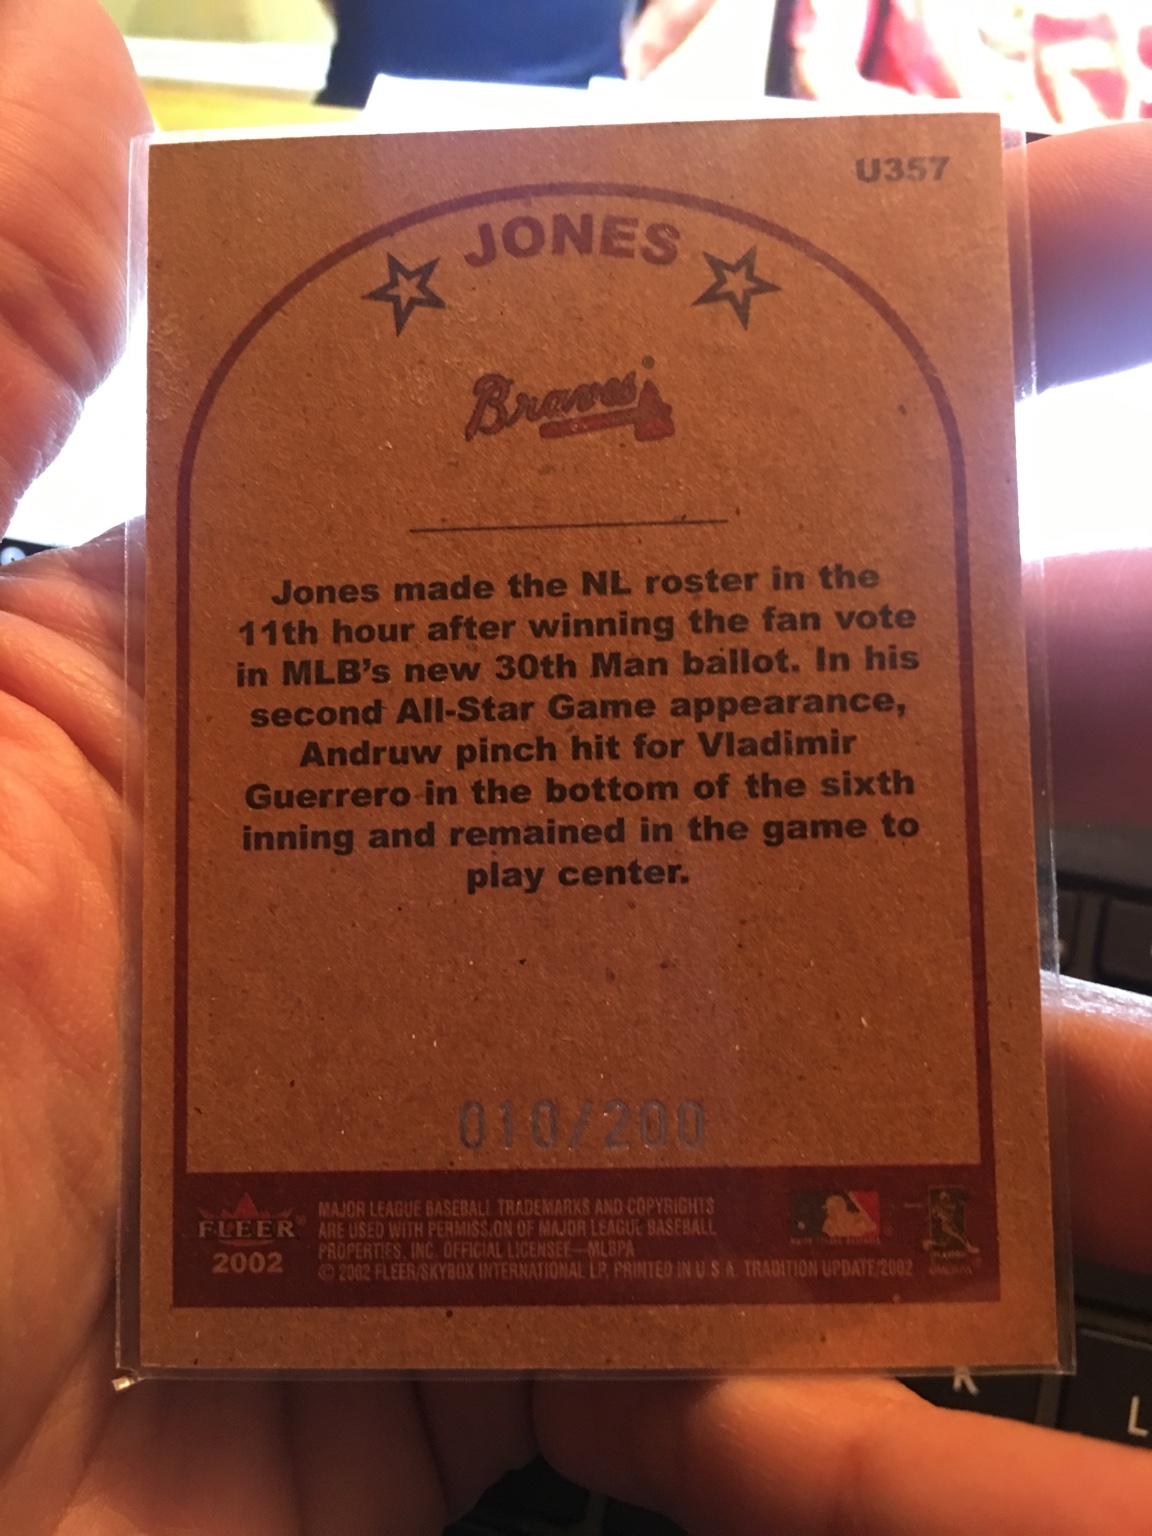 U357
JONES
Braves
Jones made the NL roster in the
11th hour after winning the fan vote
in MLB's new 30th Man ballot. In his
second All-Star Game appearance,
Andruw pinch hit for Vladimir
Guerrero in the bottom of the sixth
inning and remained in the game to
play center.
010/200
FLEER
2002
MAJOR LEAGUE BASEBALL TRADEMARKS AND COPYRIGHTS
ARE USED WITH PERMISSION OF MAJOR LEAGUE BASEBALL
PROPERTIES, INC. OFFICIAL LICENSEE—MLBPA
© 2002 FLEER/SKYBOX INTERNATIONAL LP. PRINTED IN U S A. TRADITION UPDATE/2002
K
L